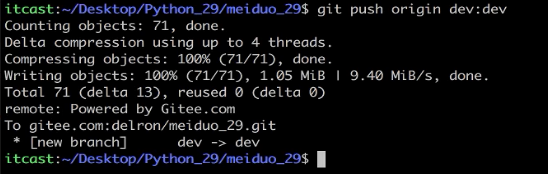 itcast:~/Desktop/Python_29/meiduo_29$ git push origin dev:dev
Counting objects: 71, done.
Delta compression using up to 4 threads.
Compressing objects: 100% (71/71), done.
Writing objects: 100% (71/71), 1.05 MiB | 9.40 MiB/s, done.
Total 71 (delta 13), reused 0 (delta 0)
remote: Powered by Gitee.com
To gitee.com:delron/meiduo_29.git
 * [new branch]      dev -> dev
itcast:~/Desktop/Python_29/meiduo_29$